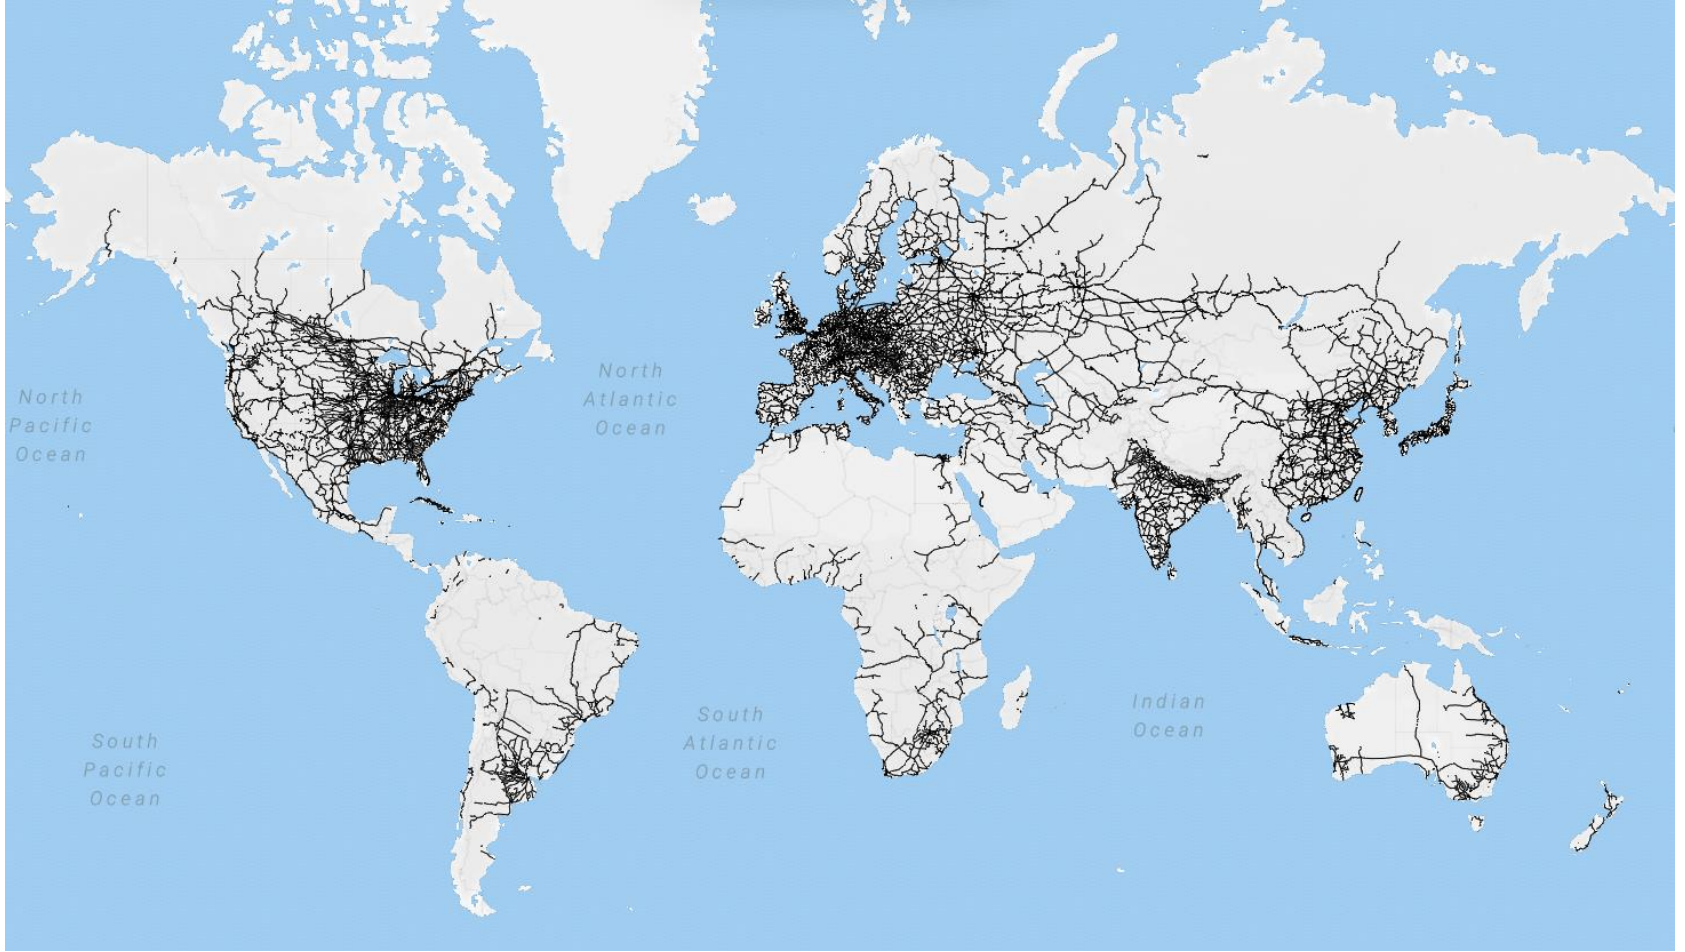 North
Pacific
Ocean
North
Atlantic
Ocean
South
Pacific
Ocean
South
Atlantic
Ocean
Indian
Ocean